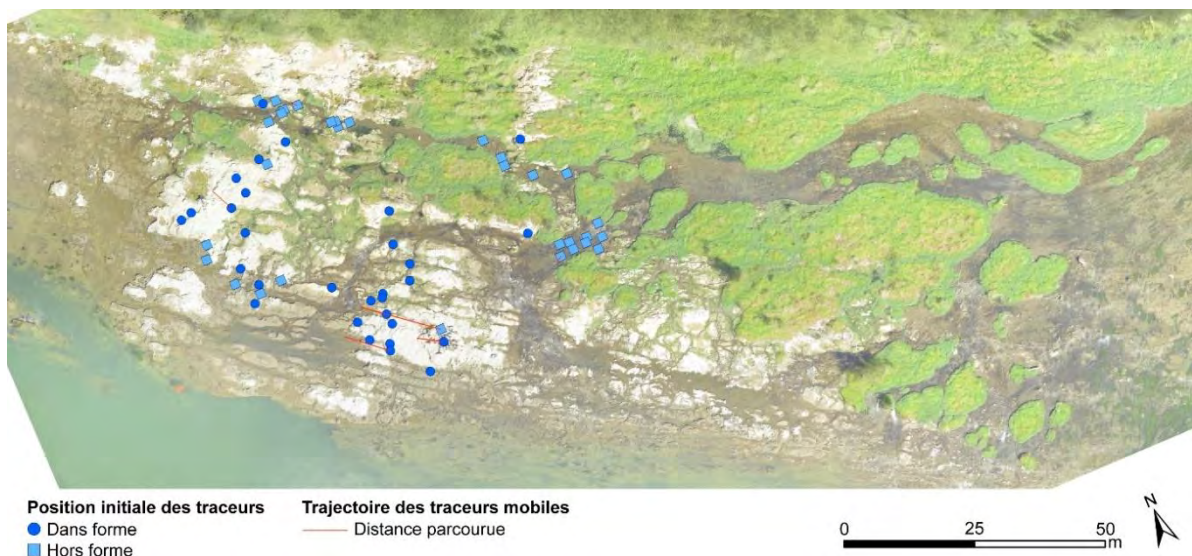 Position initiale des traceurs
Dans forme
Hors forme
Trajectoire des traceurs mobiles
Distance parcourue
0 25 50
m
N